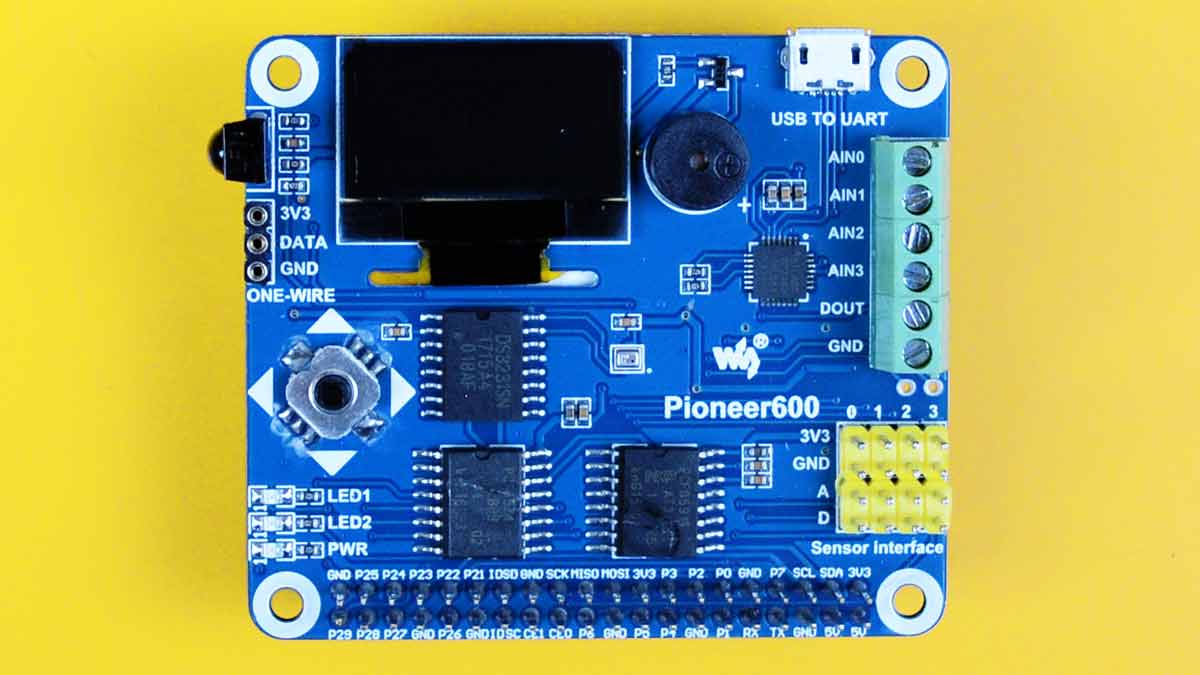 USB TO UART
AIN0
AIN1
AIN2
AIN3
DOUT
GND
3V3
DATA
GND
ONE-WIRE
DS3231SN
1715A4
018AF
Pioneer600
®
+
0 1 2 3
3V3
GND
A
D
Sensor interface
LED1
LED2
PWR
GND P25 P24 P23 P22 P21 IDSD GND SCK MISO MOSI 3V3 P3 P2 P0 GND P7 SCL SDA 3V3
P29 P28 P27 GND P26 GND IDSC CE1 CE0 P6 GND P5 P4 GND P1 RX TX GND 5V 5V